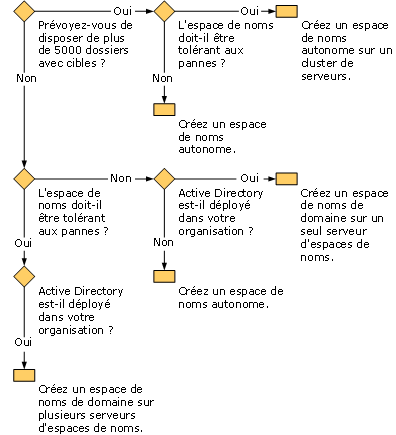 Prévoyez-vous de
disposer de plus
de 5000 dossiers
avec cibles ?
Oui
L'espace de noms
doit-il être
tolérant aux
pannes ?
Oui
Créez un espace
de noms
autonome sur un
cluster de
serveurs.
Non
Non
Créez un espace
de noms
autonome.
L'espace de
noms doit-il
être tolérant
aux pannes ?
Non
Active Directory
est-il déployé
dans votre
organisation ?
Oui
Créez un espace
de noms de
domaine sur un
seul serveur
d'espaces de
noms.
Oui
Non
Créez un espace de
noms autonome.
Active Directory
est-il déployé
dans votre
organisation ?
Oui
Créez un espace de
noms de domaine sur
plusieurs serveurs
d'espaces de noms.